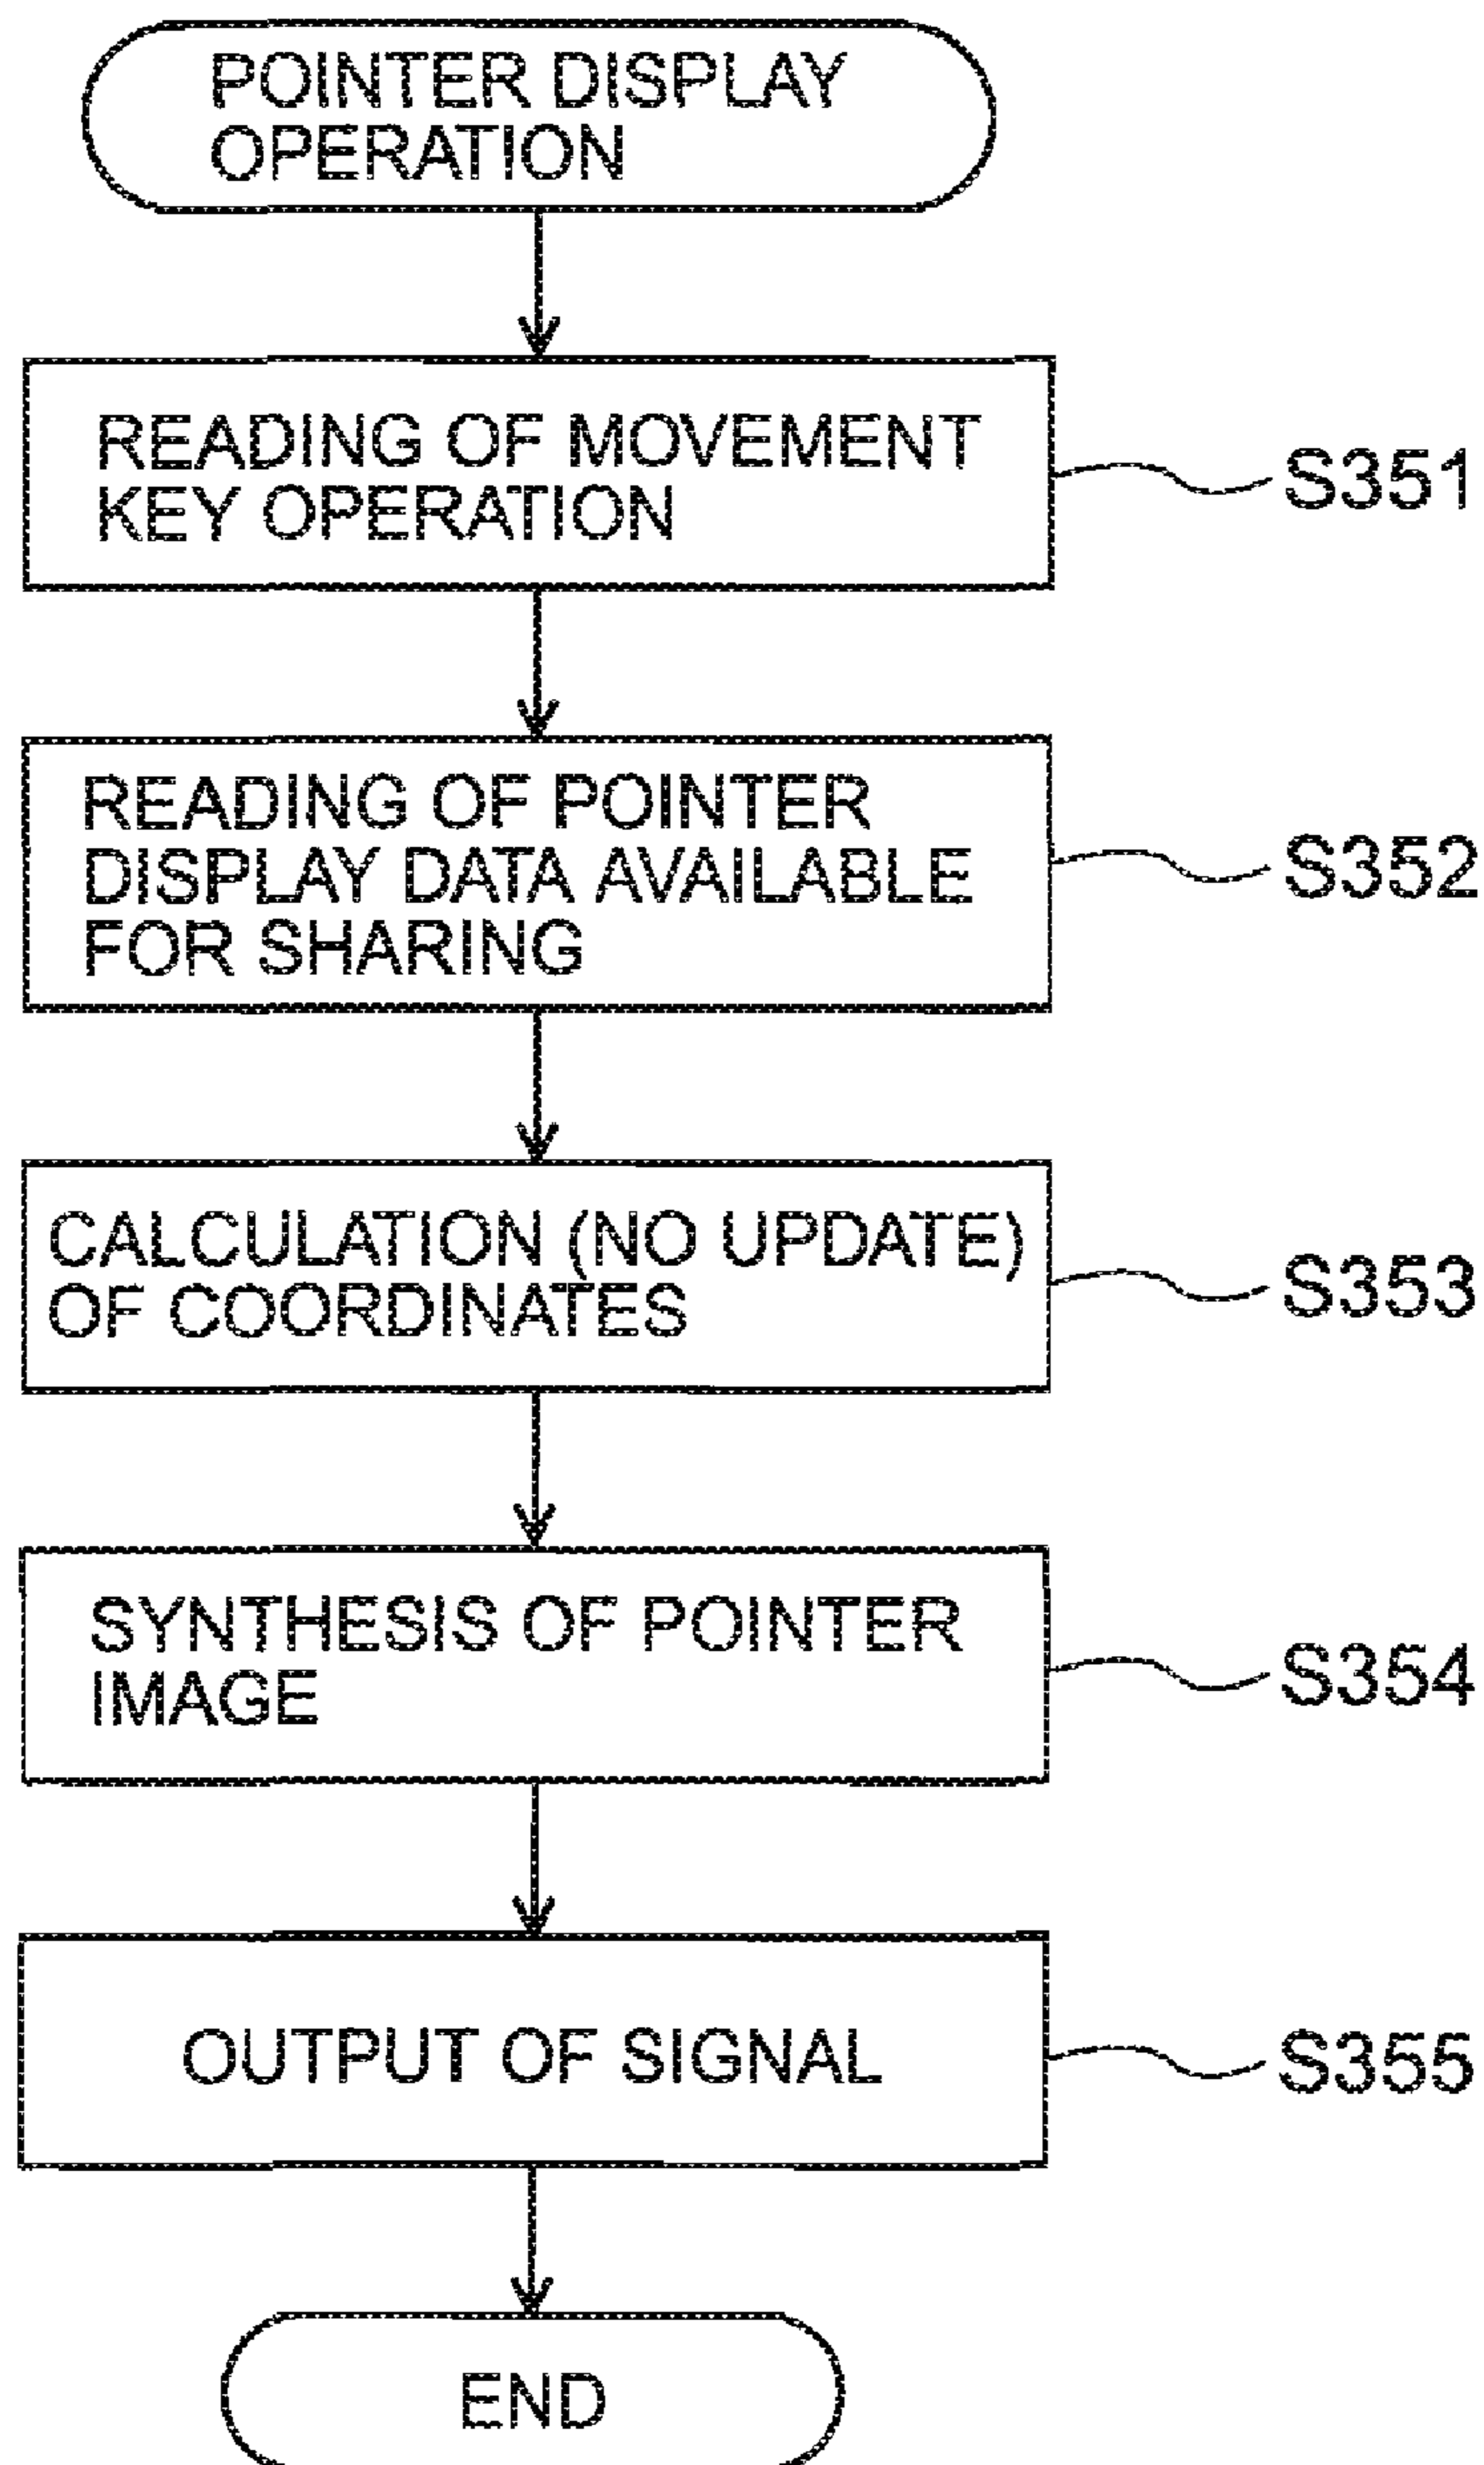 POINTER DISPLAY
OPERATION
READING OF MOVEMENT
KEY OPERATION
S351
READING OF POINTER
DISPLAY DATA AVAILABLE
FOR SHARING
S352
CALCULATION (NO UPDATE)
OF COORDINATES
S353
SYNTHESIS OF POINTER
IMAGE
S354
OUTPUT OF SIGNAL
S355
END